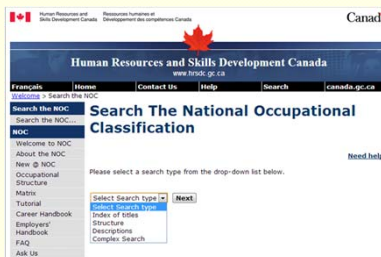 Human Resources and Skills Development Canada
Ressources humaines et Développement des compétences Canada
Canad
Human Resources and Skills Development Canada
www.hrsdc.gc.ca
Français Home Contact Us Help Search canada.gc.ca
Welcome > Search the NOC
Search the NOC
Search the NOC...
NOC
Welcome to NOC
About the NOC
New @ NOC
Occupational
Structure
Matrix
Tutorial
Career Handbook
Employers'
Handbook
FAQ
Ask Us
Search The National Occupational
Classification
Need help
Please select a search type from the drop-down list below.
Select Search type Next
Select Search type
Index of titles
Structure
Descriptions
Complex Search